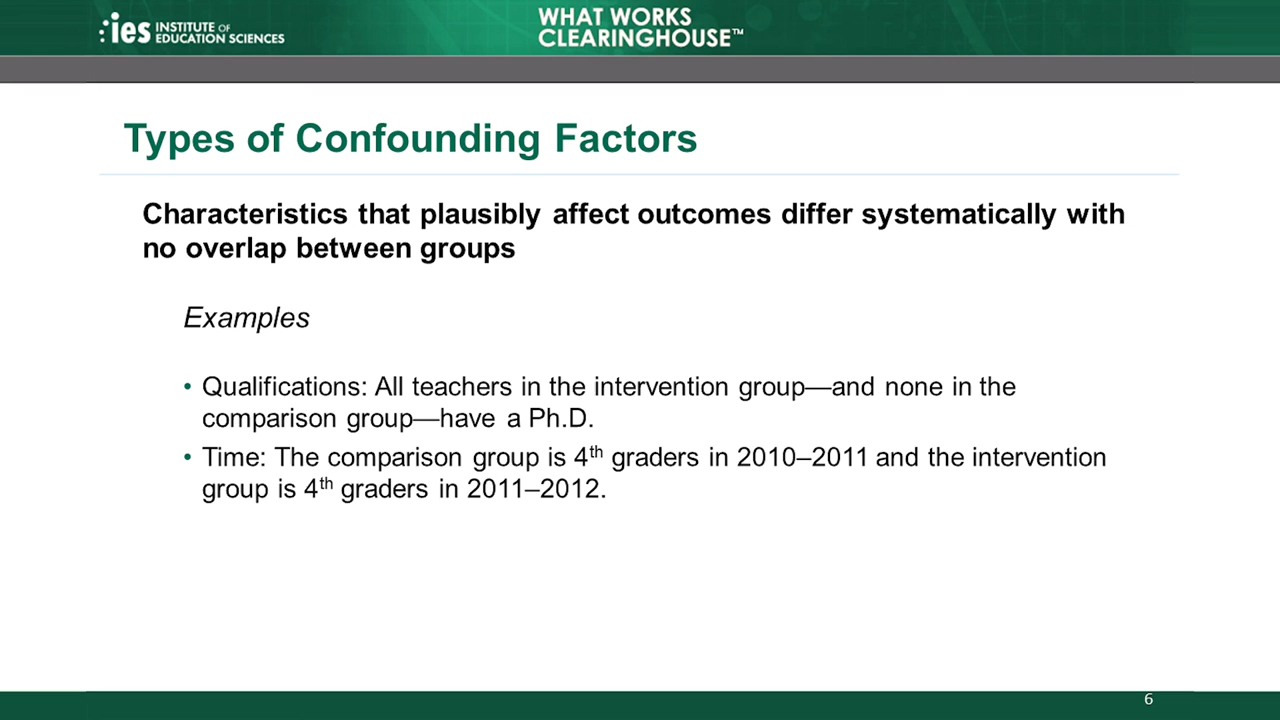 ies INSTITUTE OF
EDUCATION SCIENCES
WHAT WORKS
CLEARINGHOUSE™
Types of Confounding Factors
Characteristics that plausibly affect outcomes differ systematically with
no overlap between groups
Examples
• Qualifications: All teachers in the intervention group—and none in the
comparison group—have a Ph.D.
• Time: The comparison group is 4th graders in 2010–2011 and the intervention
group is 4th graders in 2011–2012.
6